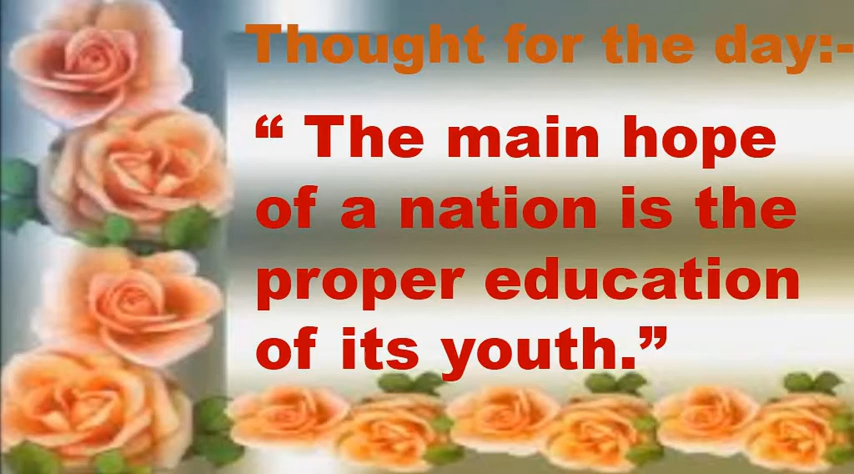 Thought for the day:-
“ The main hope
of a nation is the
proper education
of its youth.”